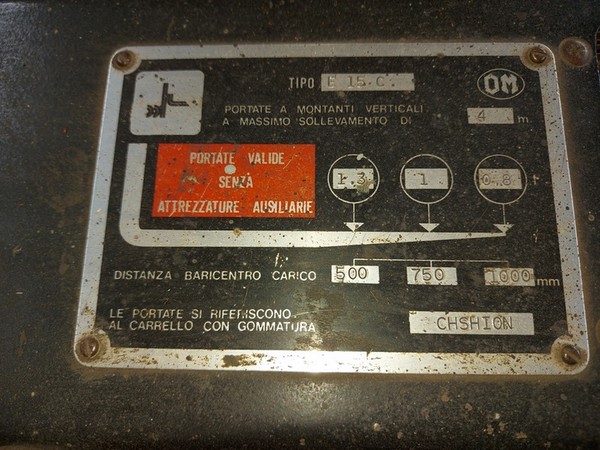 TIPO E 15 C. OM
PORTATE A MONTANTI VERTICALI
A MASSIMO SOLLEVAMENTO DI 4 m
PORTATE VALIDE
SENZA
ATTREZZATURE AUSILIARIE
1.3 1 0.8 t
DISTANZA BARICENTRO CARICO 500 750 1000 mm
LE PORTATE SI RIFERISCONO
AL CARRELLO CON GOMMATURA CHSHION